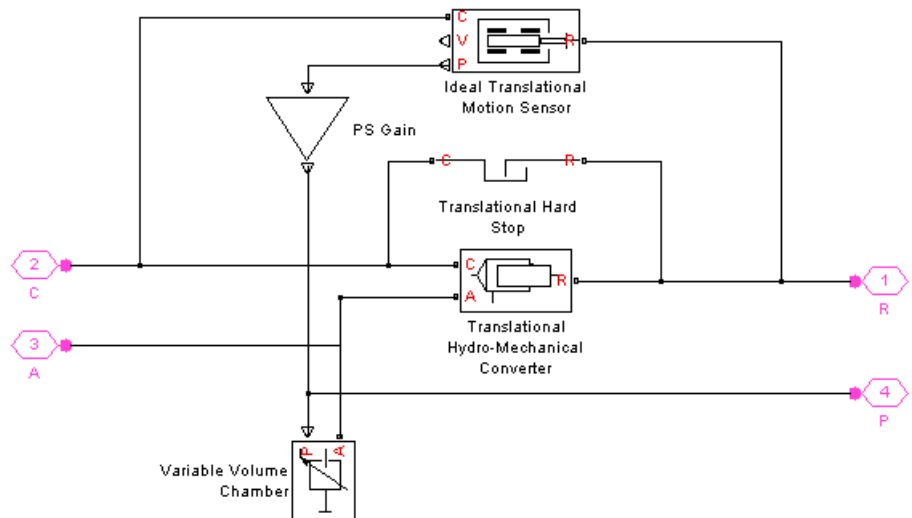 C
V
R
P
Ideal Translational
Motion Sensor
PS Gain
C
R
Translational Hard
Stop
2
C
C
R
A
1
R
Translational
Hydro-Mechanical
Converter
3
A
4
P
P
A
Variable Volume
Chamber